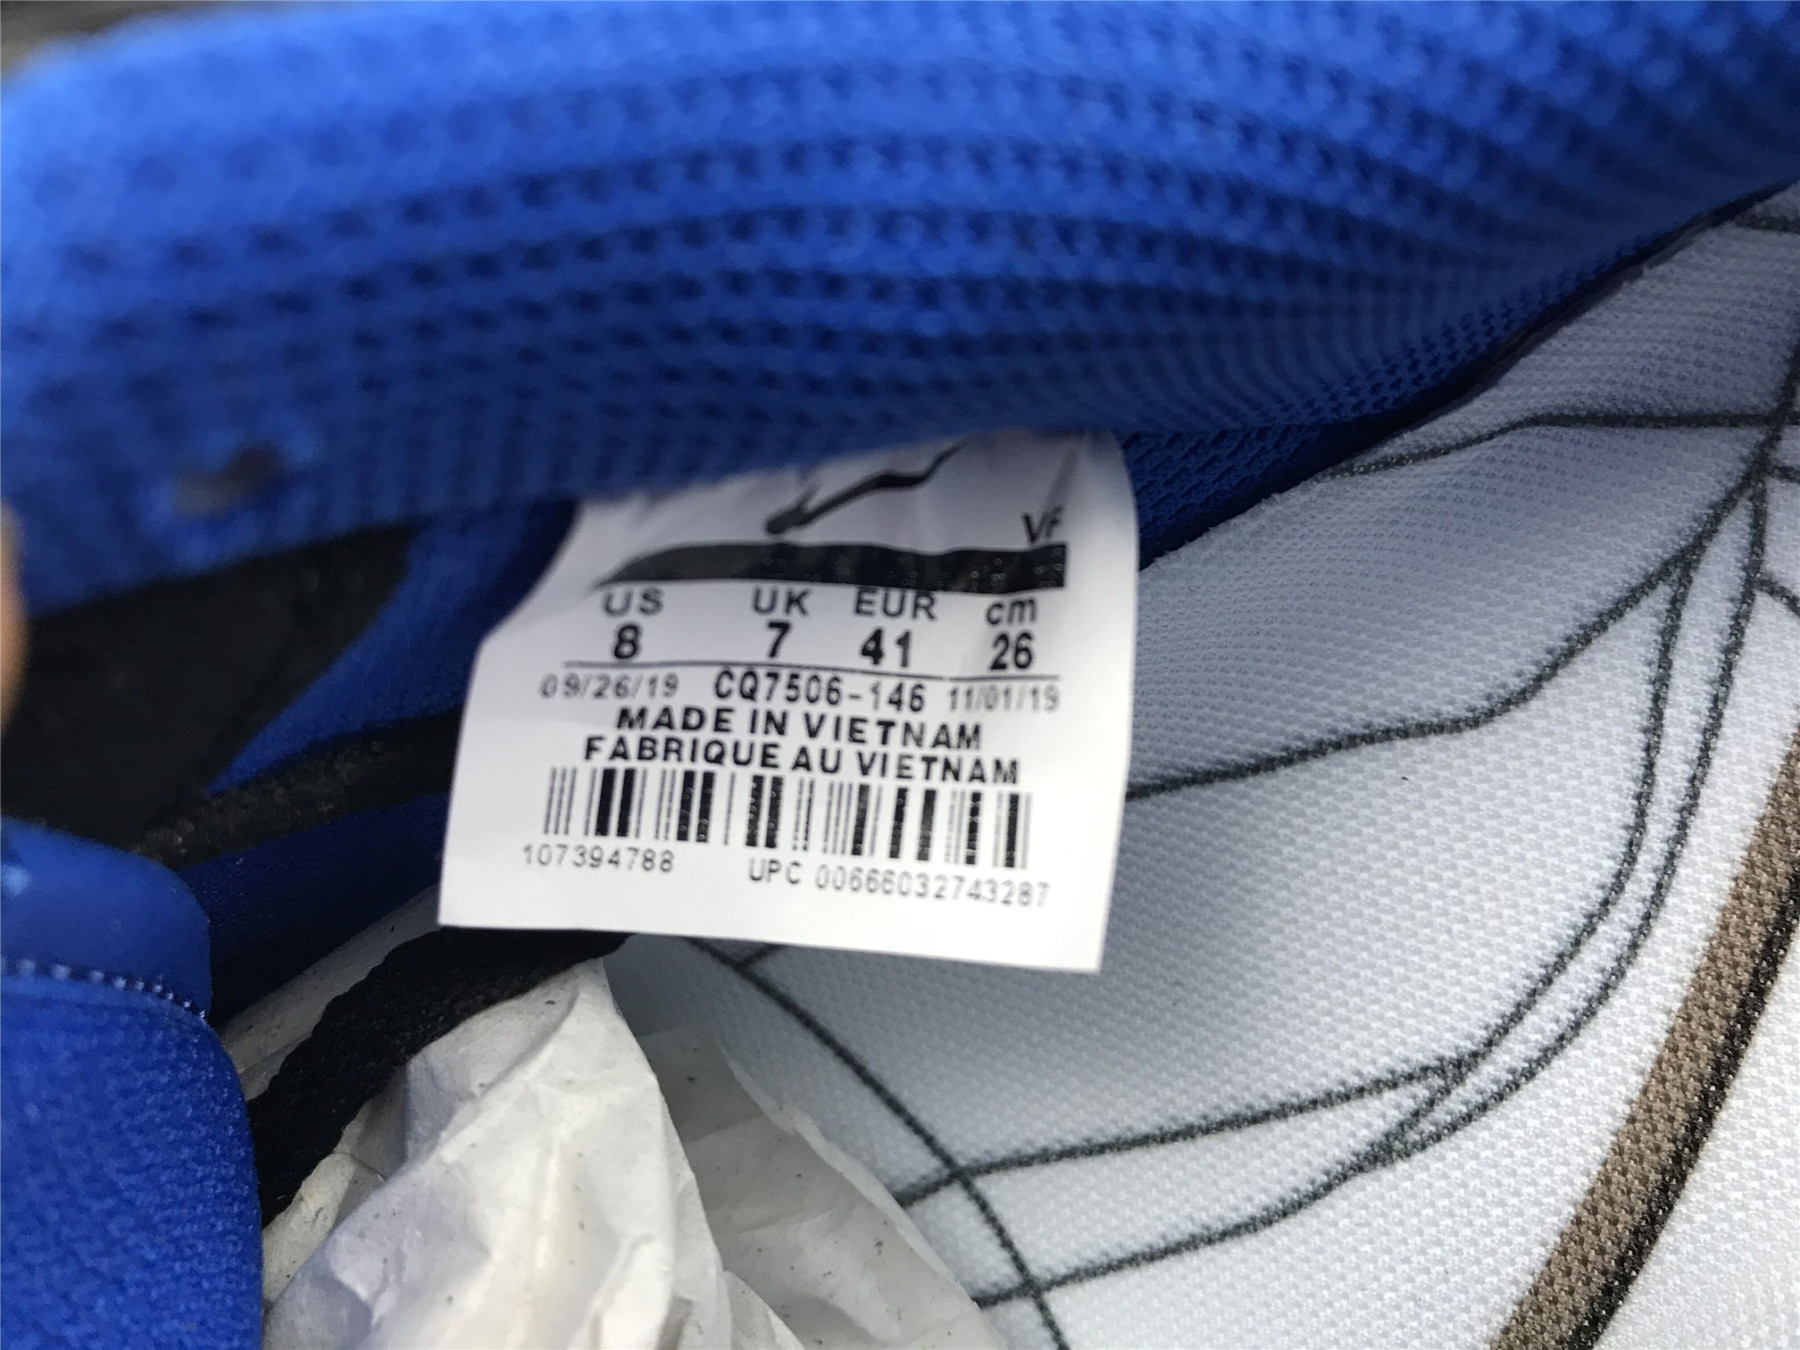 VF
US UK EUR cm
8 7 41 26
09/26/19 CQ7506-146 11/01/19
MADE IN VIETNAM
FABRIQUE AU VIETNAM
107394788 UPC 00666032743287